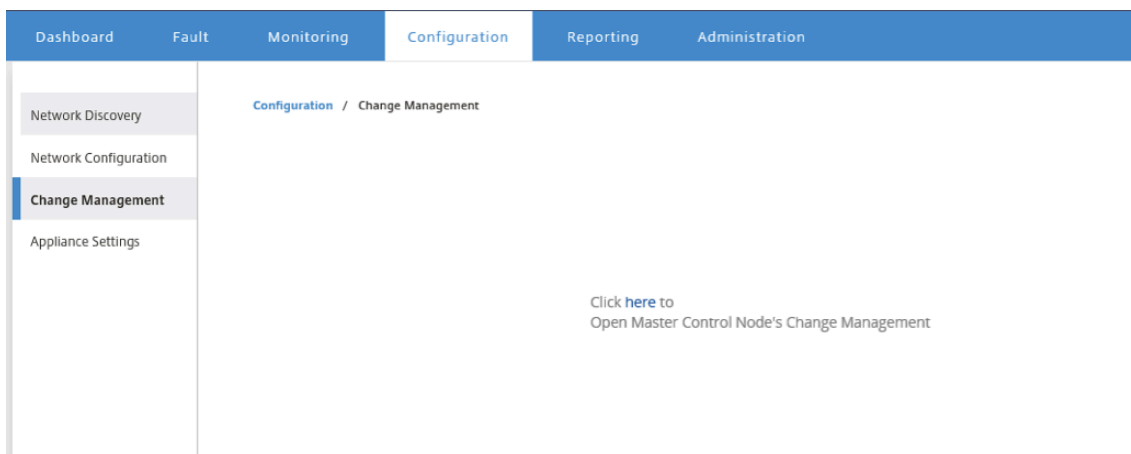 Dashboard Fault Monitoring Configuration Reporting Administration
Network Discovery
Network Configuration
Change Management
Appliance Settings
Configuration / Change Management
Click here to
Open Master Control Node's Change Management